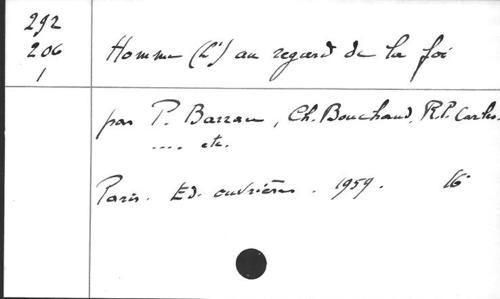 292
206
1
Homme (L') au regard de la foi
par P. Barrau, Ch. Bouchaud, R.P. Carles.
.... etc.
Paris. Ed. ouvrières. 1959. 16°